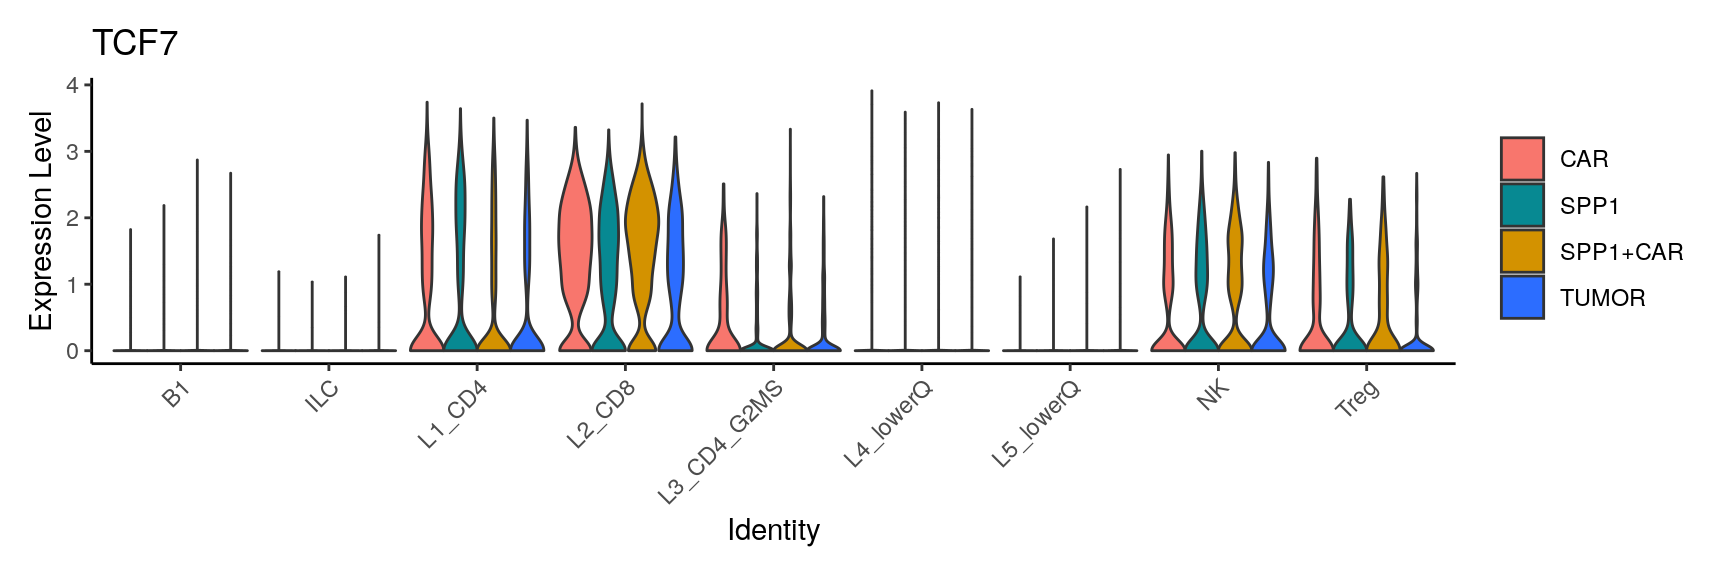 TCF7
Expression Level
4
3
2
1
0
B1
ILC
L1_CD4
L2_CD8
L3_CD4_G2MS
L4_lowerQ
L5_lowerQ
NK
Treg
Identity
CAR
SPP1
SPP1+CAR
TUMOR